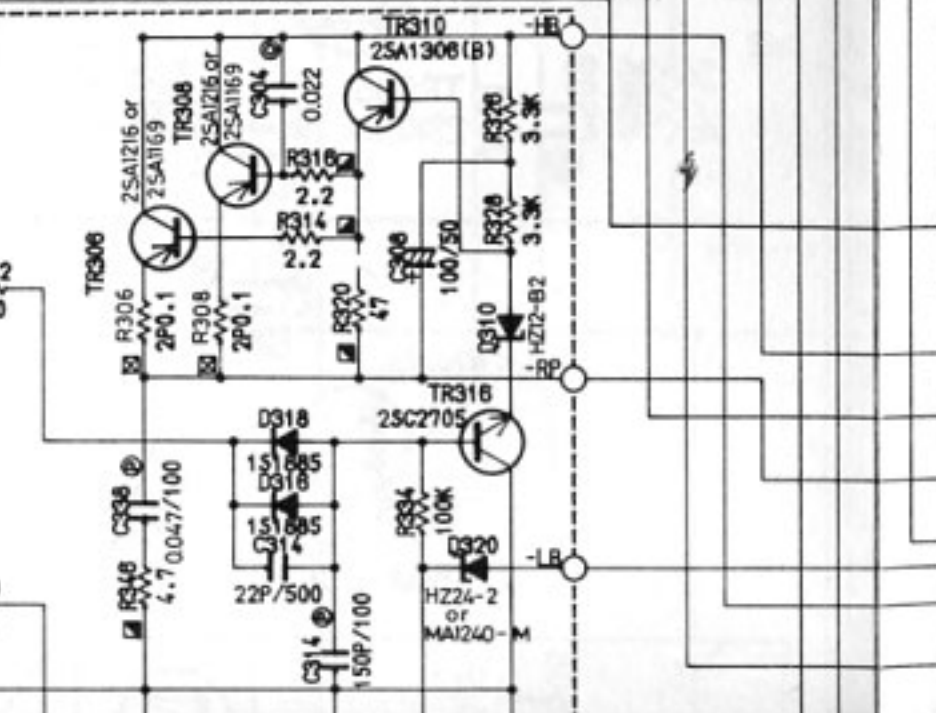 TR310
2SA1306(B)
-HB
2SA1216 or
2SA1169
TR306
TR308
2SA1216 or
2SA1169
C304
0.022
R316
2.2
R314
2.2
R326
3.3K
R328
3.3K
C308
100/50
D310
HZ12-B2
R306
2P0.1
R308
2P0.1
R320
47
-RP
TR316
2SC2705
D318
1S1885
D316
1S1885
C314
22P/500
C338
0.047/100
R346
4.7
R334
100K
D320
-LB
HZ24-2
or
MA1240-M
C314
150P/100